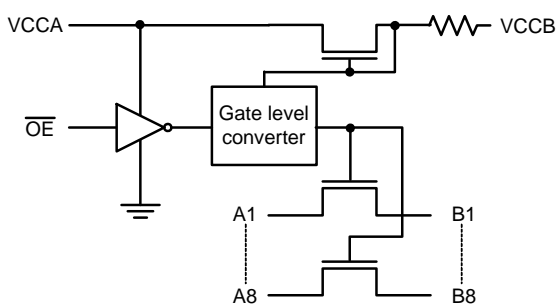 VCCA
VCCB
OE
Gate level
converter
A1
B1
A8
B8